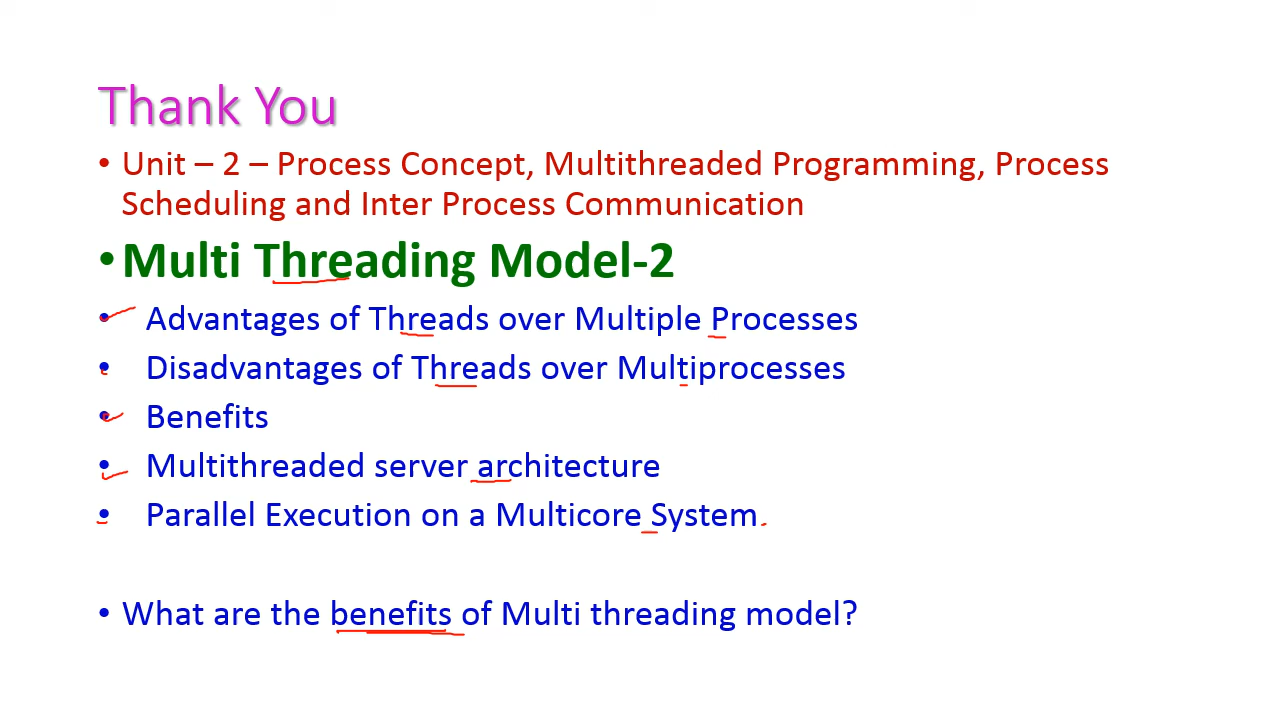 Thank You
• Unit – 2 – Process Concept, Multithreaded Programming, Process
Scheduling and Inter Process Communication
•Multi Threading Model-2
• Advantages of Threads over Multiple Processes
• Disadvantages of Threads over Multiprocesses
• Benefits
• Multithreaded server architecture
• Parallel Execution on a Multicore System.
• What are the benefits of Multi threading model?